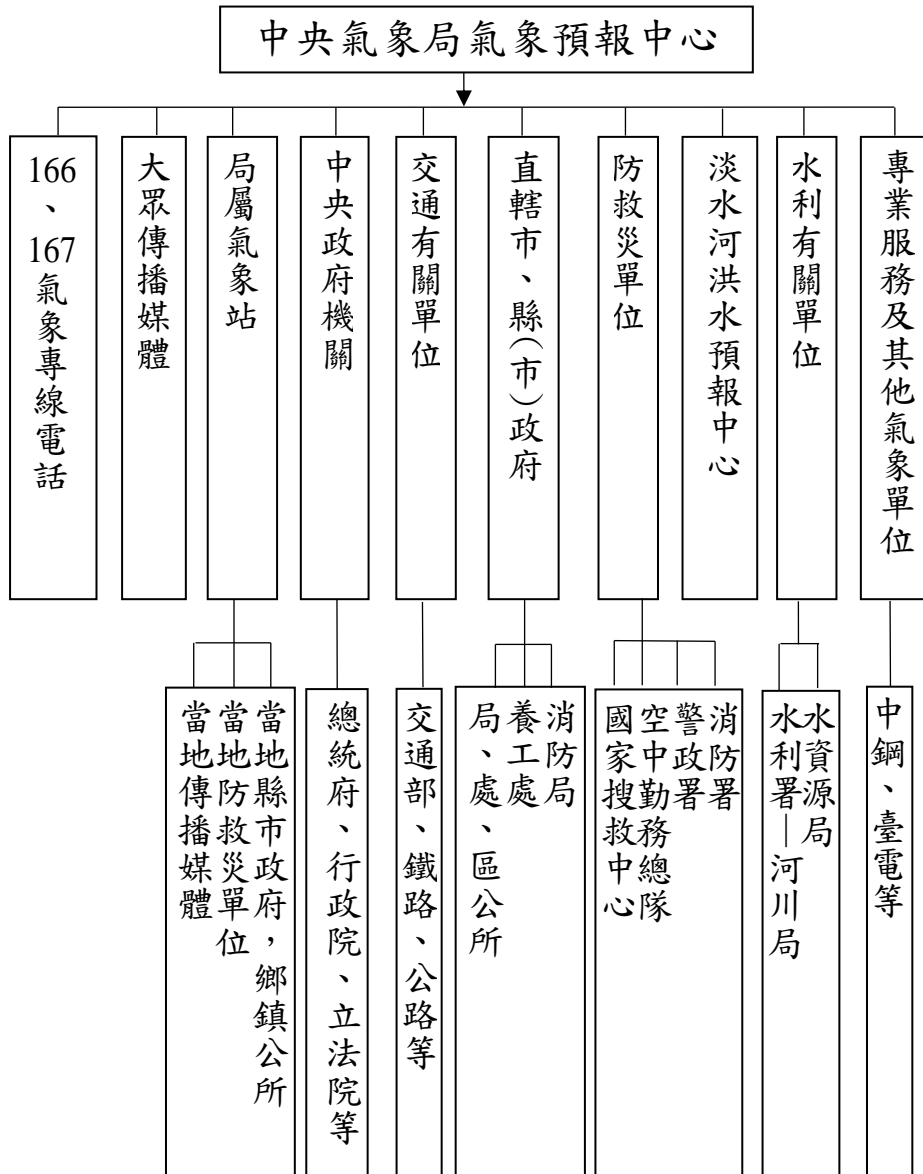 中央氣象局氣象預報中心
166、167氣象專線電話
大眾傳播媒體
局屬氣象站
中央政府機關
交通有關單位
直轄市、縣(市)政府
防救災單位
淡水河洪水預報中心
水利有關單位
專業服務及其他氣象單位
當地縣市政府，鄉鎮公所
當地防救災單位
當地傳播媒體
總統府、行政院、立法院等
交通部、鐵路、公路等
消防局
養工處
局、處、區公所
消防署
警政署
空中勤務總隊
國家搜救中心
水資源局
水利署—河川局
中鋼、臺電等